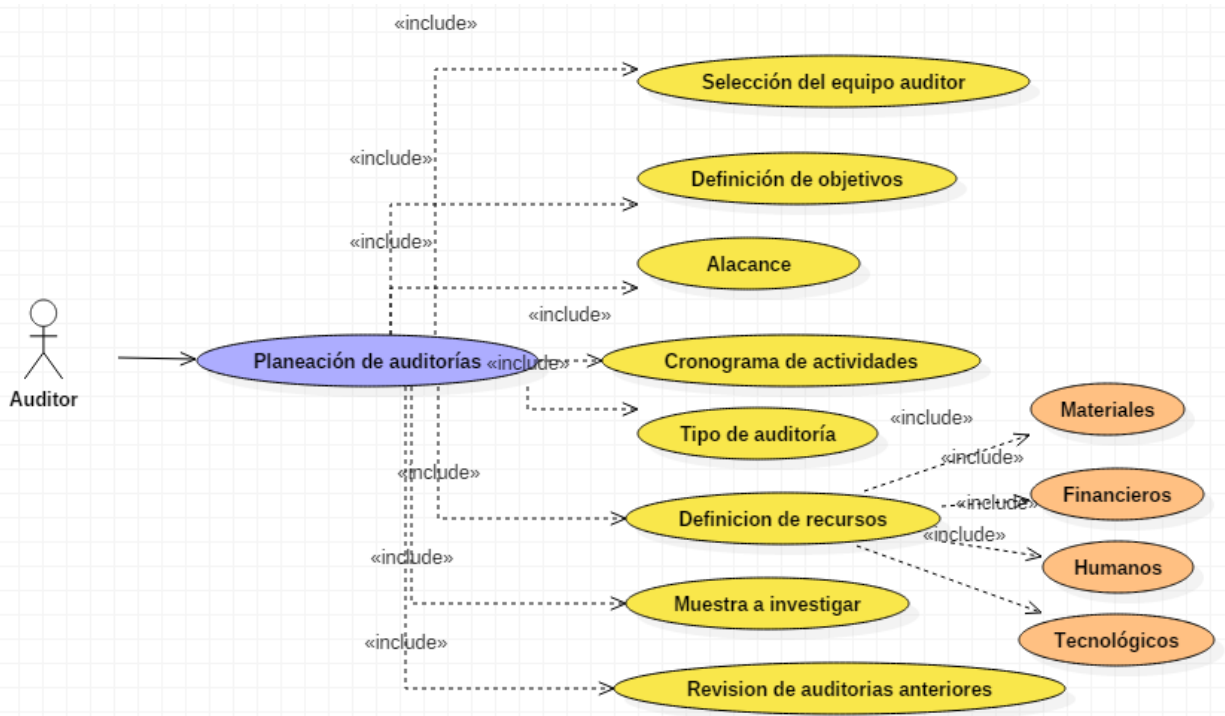 «include»
Selección del equipo auditor
«include»
Definición de objetivos
«include»
Alacance
«include»
Planeación de auditorías
«include»
Cronograma de actividades
Auditor
Tipo de auditoría
«include»
Materiales
«include»
«include»
Financieros
«include»
Definicion de recursos
«include»
Humanos
«include»
Muestra a investigar
Tecnológicos
«include»
Revision de auditorias anteriores